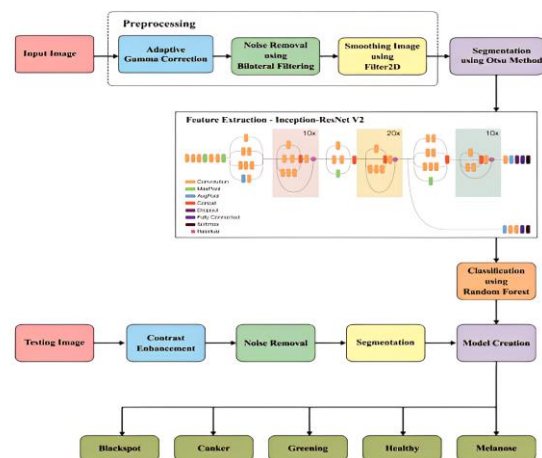 Preprocessing
Input Image
Adaptive
Gamma Correction
Noise Removal
using
Bilateral Filtering
Smoothing Image
using
Filter2D
Segmentation
using Otsu Method
Feature Extraction - Inception-ResNet V2
10x
20x
10x
Convolution
MaxPool
AvgPool
Concat
Dropout
Fully Connected
Softmax
Residual
Classification
using
Random Forest
Testing Image
Contrast
Enhancement
Noise Removal
Segmentation
Model Creation
Blackspot
Canker
Greening
Healthy
Melanose